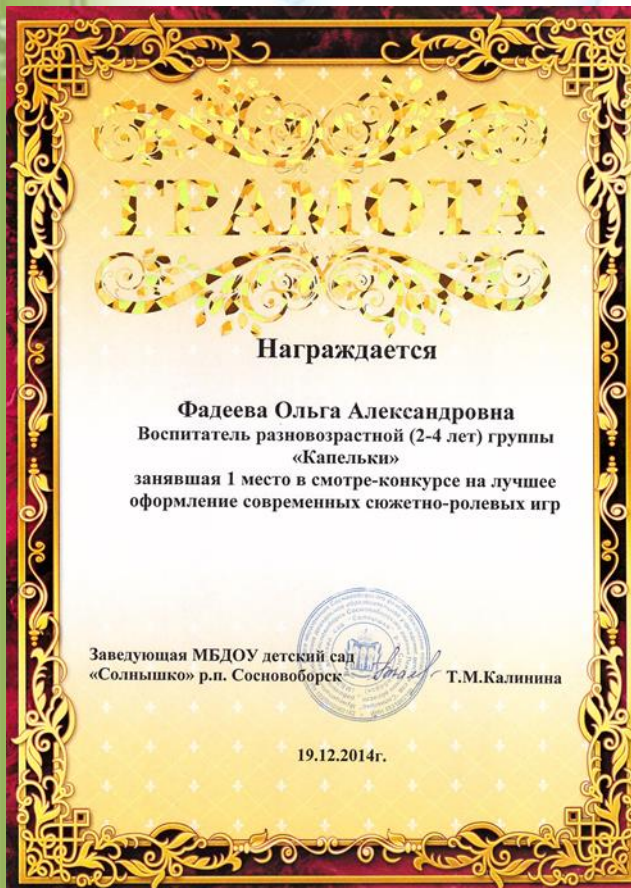 ГРАМОТА
Награждается
Фадеева Ольга Александровна
Воспитатель разновозрастной (2-4 лет) группы
«Капельки»
занявшая 1 место в смотре-конкурсе на лучшее
оформление современных сюжетно-ролевых игр
Заведующая МБДОУ детский сад
«Солнышко» р.п. Сосновоборск
Т.М.Калинина
19.12.2014г.